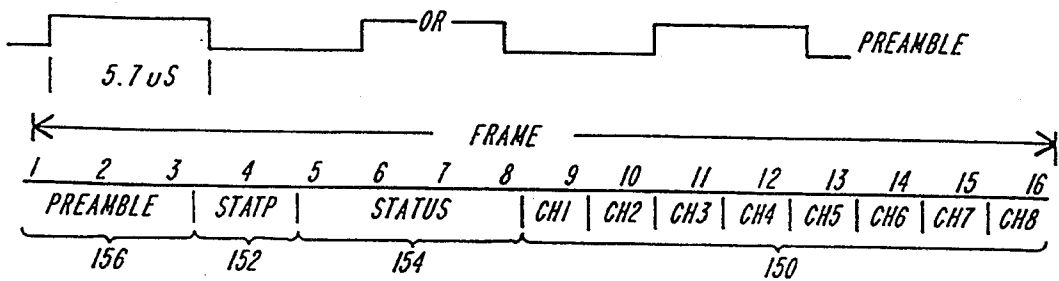 OR
PREAMBLE
5.7 uS
FRAME
1 2 3 4 5 6 7 8 9 10 11 12 13 14 15 16
PREAMBLE STATP STATUS CH1 CH2 CH3 CH4 CH5 CH6 CH7 CH8
156 152 154 150